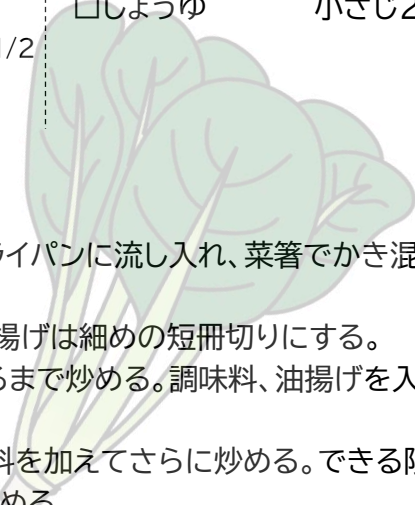 □しょうゆ 小さじ2
1/2
ライパンに流し入れ、菜箸でかき混
揚げは細めの短冊切りにする。
るまで炒める。調味料、油揚げを入
料を加えてさらに炒める。できる限
める